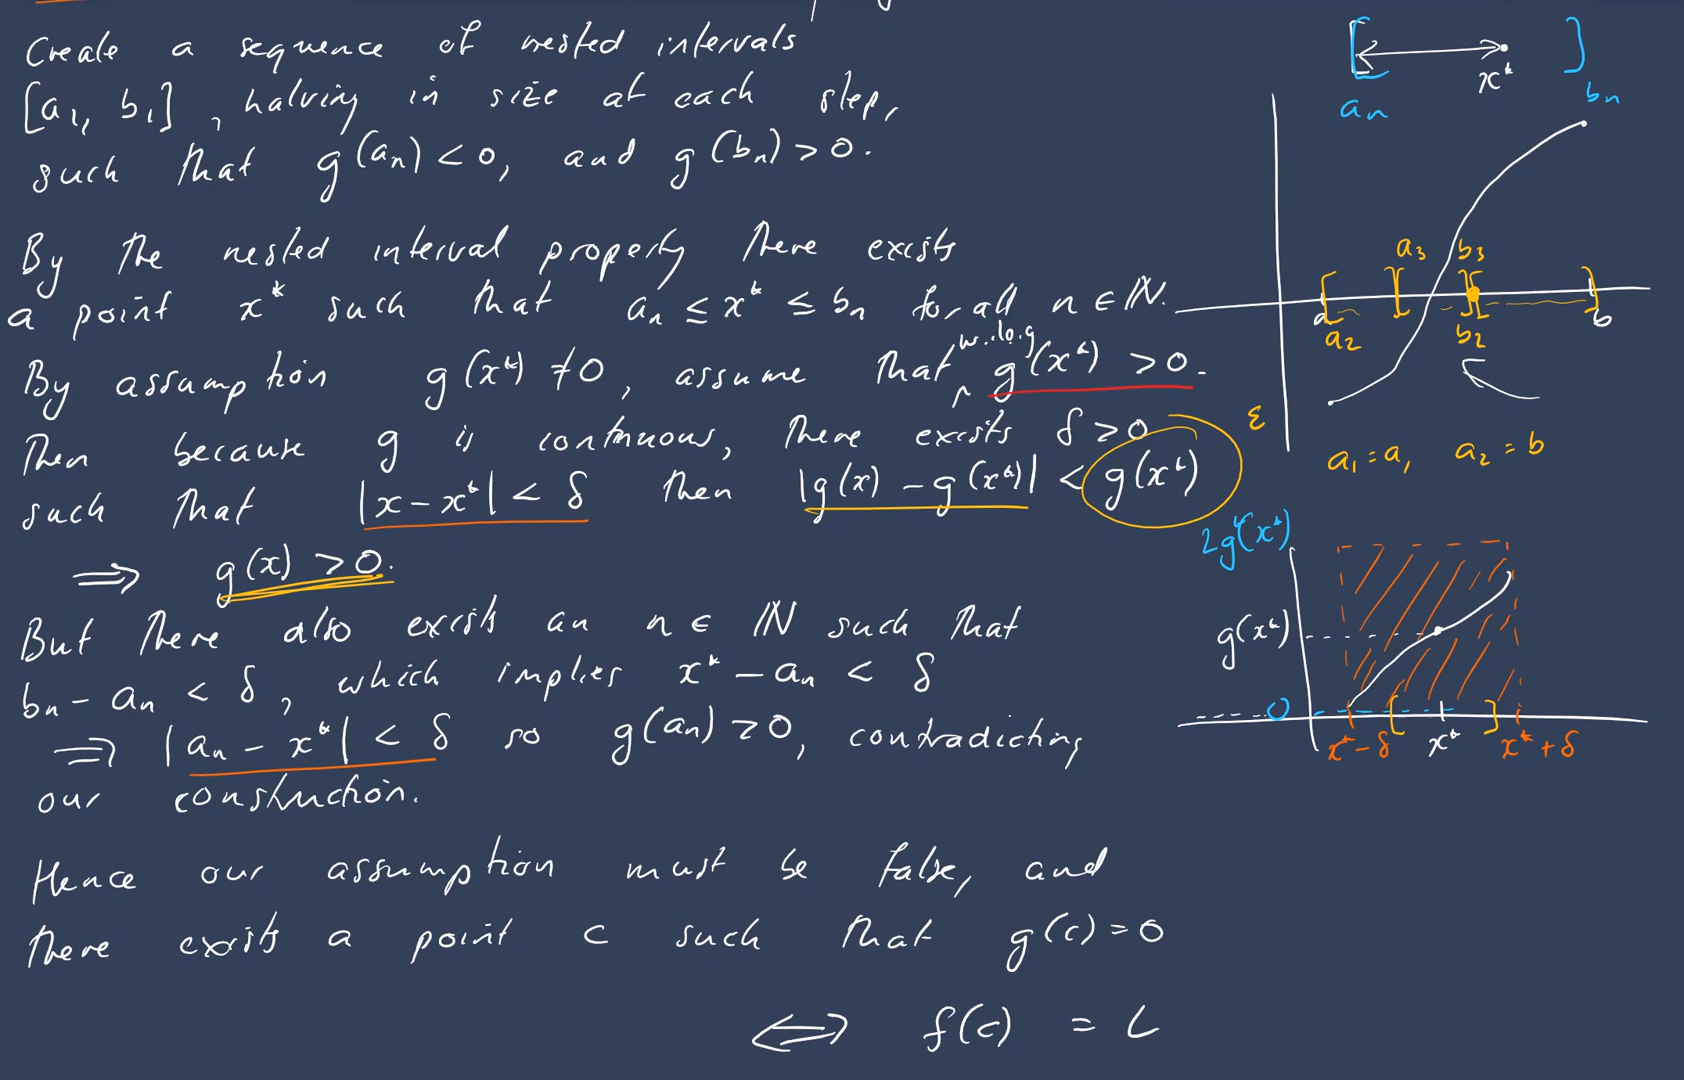 Create a sequence of nested intervals
[a₁, b₁], halving in size at each step,
such that g(aₙ) < 0, and g(bₙ) > 0.
By the nested interval property there exists
a point x* such that aₙ ≤ x* ≤ bₙ for all n ∈ ℕ.
w.lo.g
By assumption g(x*) ≠ 0, assume that g(x*) > 0.
Then because g is continuous, there exists δ > 0
such that |x - x*| < δ then |g(x) - g(x*)| < g(x*)
ε
⇒ g(x) > 0.
But there also exists an n ∈ ℕ such that
bₙ - aₙ < δ, which implies x* - aₙ < δ
⇒ |aₙ - x*| < δ so g(aₙ) > 0, contradicting
our construction.
Hence our assumption must be false, and
there exists a point c such that g(c) = 0
⟺ f(c) = L
x*
aₙ bₙ
a₃ b₃
a b
a₂ b₂
a₁ = a, a₂ = b
2g(x*)
g(x*)
0
x* - δ x* x* + δ